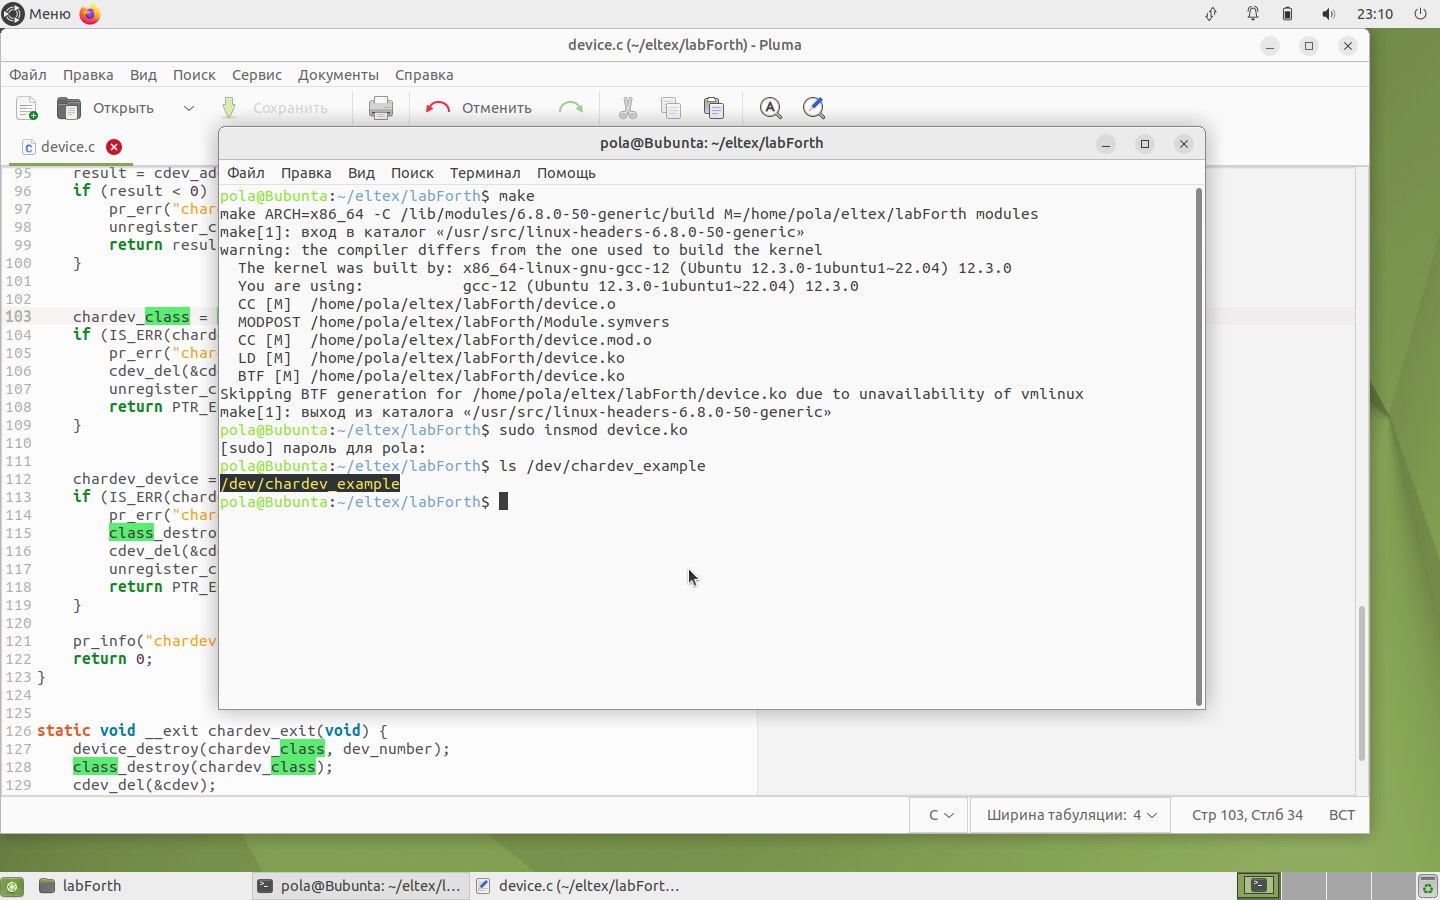 Меню
23:10
device.c (~/eltex/labForth) - Pluma
Файл Правка Вид Поиск Сервис Документы Справка
Открыть Сохранить Отменить
device.c
95 result = cdev_ad
96 if (result < 0)
97 pr_err("char
98 unregister_c
99 return resul
100 }
101
102
103 chardev_class =
104 if (IS_ERR(chard
105 pr_err("char
106 cdev_del(&cd
107 unregister_c
108 return PTR_E
109 }
110
111
112 chardev_device =
113 if (IS_ERR(chard
114 pr_err("char
115 class_destro
116 cdev_del(&cd
117 unregister_c
118 return PTR_E
119 }
120
121 pr_info("chardev
122 return 0;
123 }
124
125
126 static void __exit chardev_exit(void) {
127 device_destroy(chardev_class, dev_number);
128 class_destroy(chardev_class);
129 cdev_del(&cdev);
pola@Bubunta: ~/eltex/labForth
Файл Правка Вид Поиск Терминал Помощь
pola@Bubunta:~/eltex/labForth$ make
make ARCH=x86_64 -C /lib/modules/6.8.0-50-generic/build M=/home/pola/eltex/labForth modules
make[1]: вход в каталог «/usr/src/linux-headers-6.8.0-50-generic»
warning: the compiler differs from the one used to build the kernel
The kernel was built by: x86_64-linux-gnu-gcc-12 (Ubuntu 12.3.0-1ubuntu1~22.04) 12.3.0
You are using: gcc-12 (Ubuntu 12.3.0-1ubuntu1~22.04) 12.3.0
CC [M] /home/pola/eltex/labForth/device.o
MODPOST /home/pola/eltex/labForth/Module.symvers
CC [M] /home/pola/eltex/labForth/device.mod.o
LD [M] /home/pola/eltex/labForth/device.ko
BTF [M] /home/pola/eltex/labForth/device.ko
Skipping BTF generation for /home/pola/eltex/labForth/device.ko due to unavailability of vmlinux
make[1]: выход из каталога «/usr/src/linux-headers-6.8.0-50-generic»
pola@Bubunta:~/eltex/labForth$ sudo insmod device.ko
[sudo] пароль для pola:
pola@Bubunta:~/eltex/labForth$ ls /dev/chardev_example
/dev/chardev_example
pola@Bubunta:~/eltex/labForth$
C Ширина табуляции: 4 Стр 103, Стлб 34 ВСТ
labForth pola@Bubunta: ~/eltex/l... device.c (~/eltex/labFort...